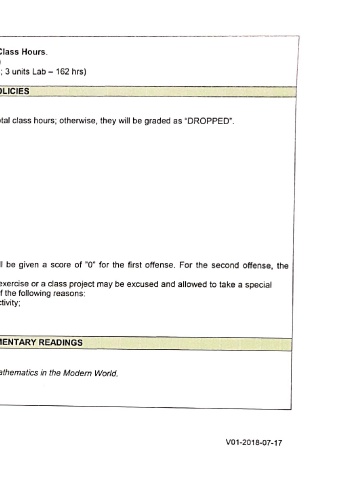 Class Hours.
)
; 3 units Lab – 162 hrs)
OLICIES
otal class hours; otherwise, they will be graded as "DROPPED".
ll be given a score of "0" for the first offense. For the second offense, the
exercise or a class project may be excused and allowed to take a special
f the following reasons:
ctivity;
MENTARY READINGS
athematics in the Modern World.
V01-2018-07-17